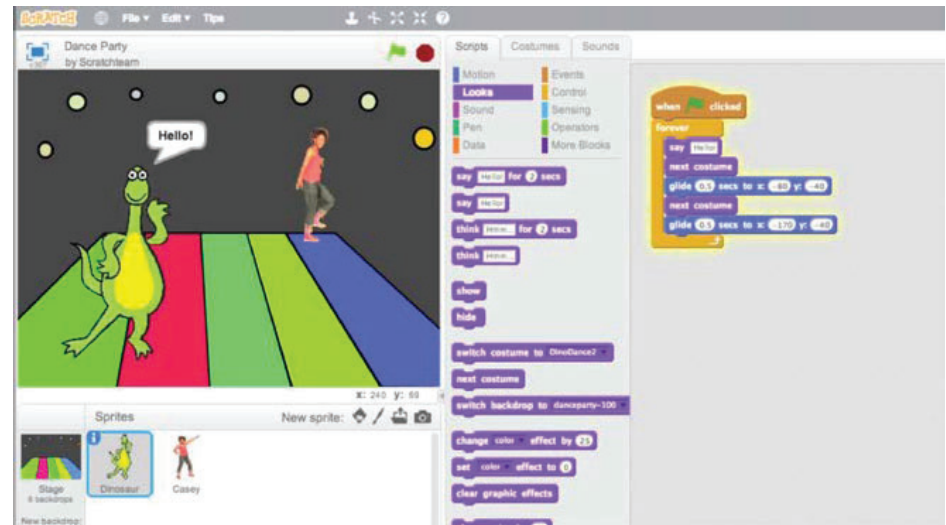 SCRATCH File Edit Tips
Dance Party
by Scratchteam
Hello!
x: 240 y: 69
Sprites New sprite:
Stage
6 backdrops
New backdrop:
Dinosaur
Casey
Scripts Costumes Sounds
Motion Events
Looks Control
Sound Sensing
Pen Operators
Data More Blocks
say Hello! for 2 secs
say Hello!
think Hmm... for 2 secs
think Hmm...
show
hide
switch costume to DinoDance2
next costume
switch backdrop to danceparty-100
change color effect by 25
set color effect to 0
clear graphic effects
when clicked
forever
say Hello!
next costume
glide 0.5 secs to x: -80 y: -40
next costume
glide 0.5 secs to x: -170 y: -40